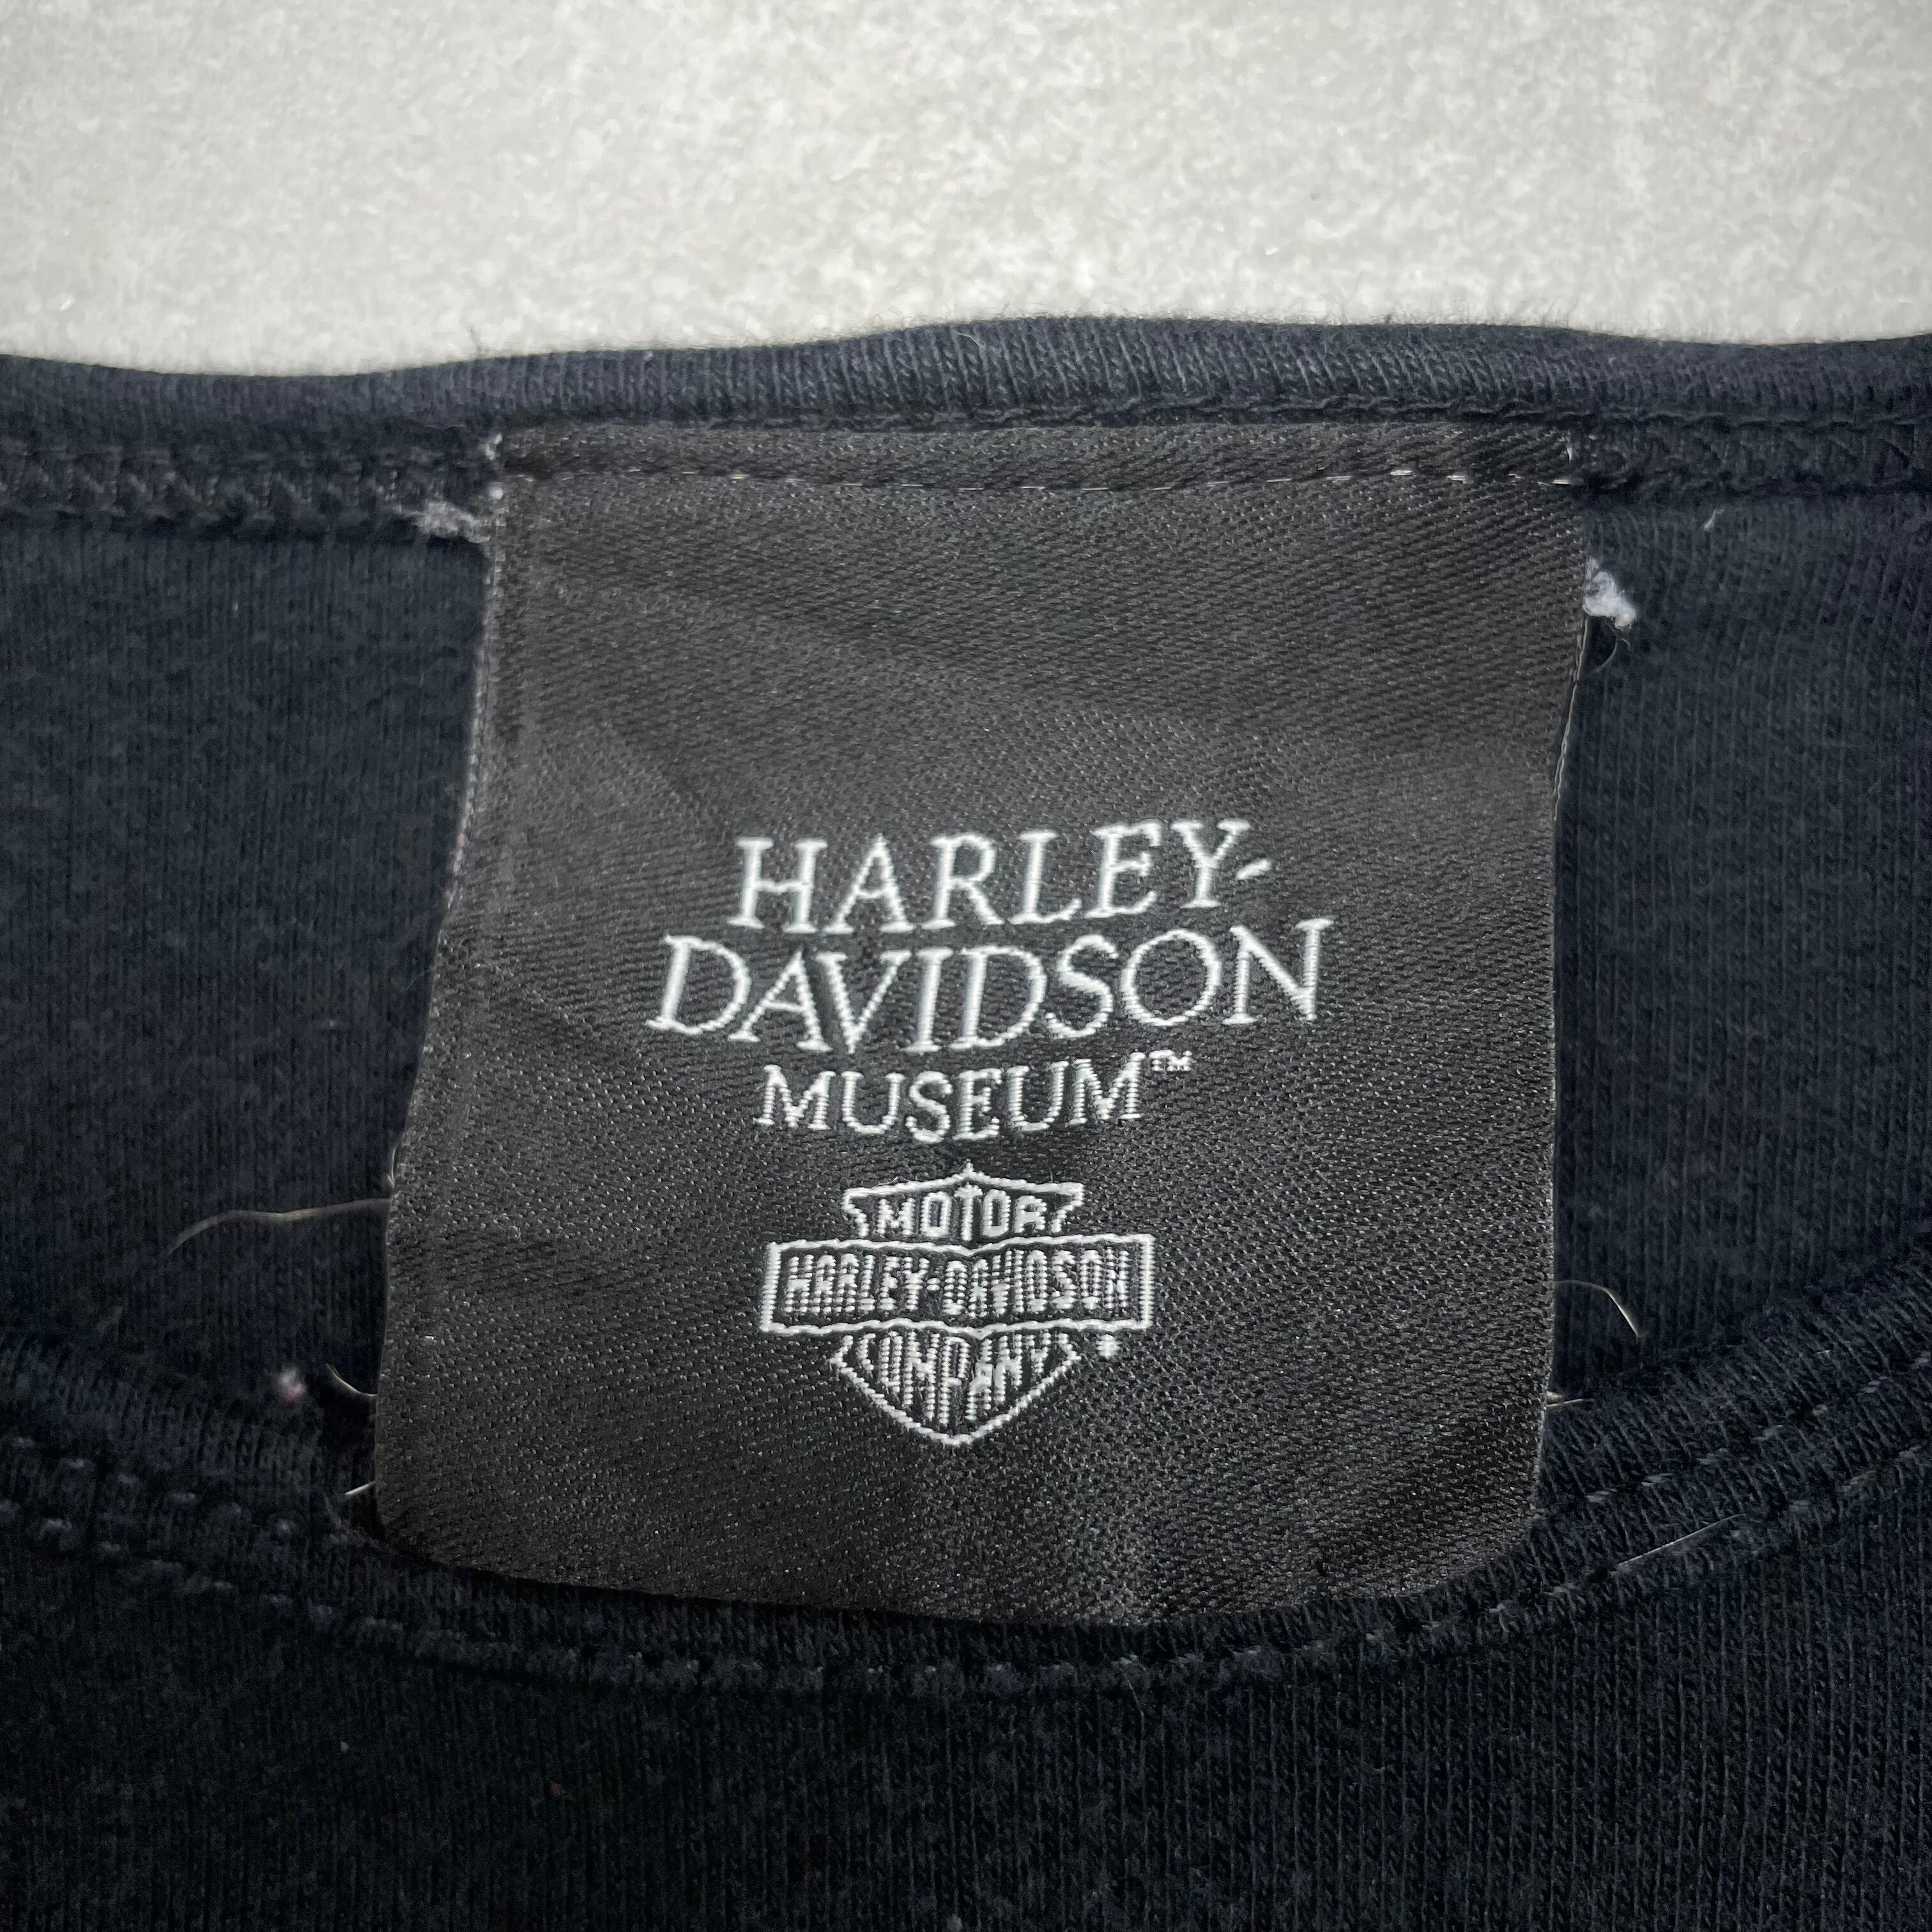 HARLEY-
DAVIDSON
MUSEUM™
MOTOR
HARLEY-DAVIDSON
COMPANY